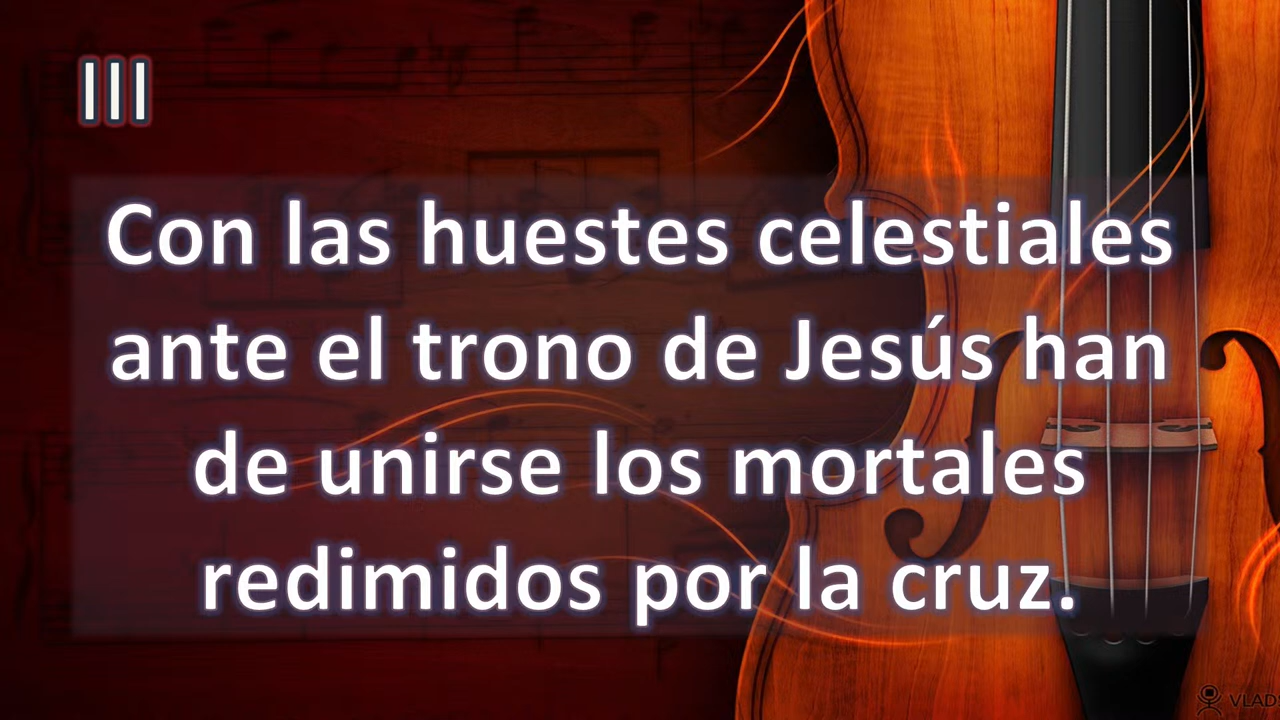 III
Con las huestes celestiales
ante el trono de Jesús han
de unirse los mortales
redimidos por la cruz.